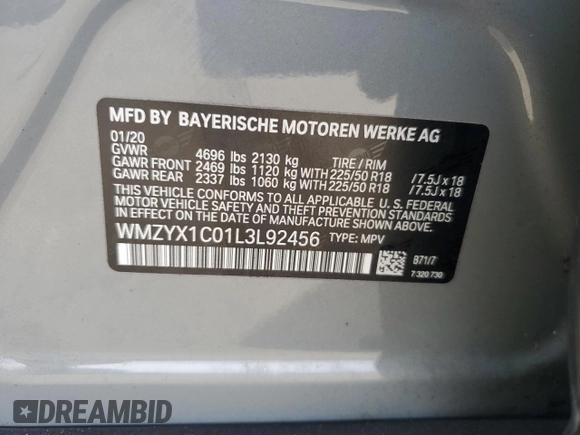 MFD BY BAYERISCHE MOTOREN WERKE AG
01/20
GVWR 4696 lbs 2130 kg TIRE / RIM
GAWR FRONT 2469 lbs 1120 kg WITH 225/50 R18 /7.5J x 18
GAWR REAR 2337 lbs 1060 kg WITH 225/50 R18 /7.5J x 18
THIS VEHICLE CONFORMS TO ALL APPLICABLE U.S. FEDERAL
MOTOR VEHICLE SAFETY, BUMPER, AND THEFT PREVENTION
STANDARDS IN EFFECT ON THE DATE OF MANUFACTURE
SHOWN ABOVE.
WMZYX1C01L3L92456 TYPE: MPV
B71/7
7 320 730
DREAMBID